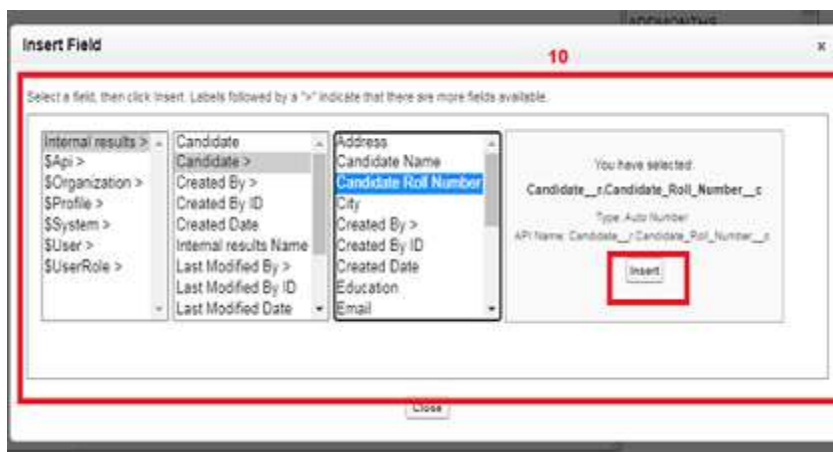 ADDMONTHS
Insert Field
x
10
Select a field, then click Insert. Labels followed by a ">" indicate that there are more fields available.
Internal results >
$Api >
$Organization >
$Profile >
$System >
$User >
$UserRole >
Candidate
Candidate >
Created By >
Created By ID
Created Date
Internal results Name
Last Modified By >
Last Modified By ID
Last Modified Date
Address
Candidate Name
Candidate Roll Number
City
Created By >
Created By ID
Created Date
Education
Email
You have selected:
Candidate__r.Candidate_Roll_Number__c
Type: Auto Number
API Name: Candidate__r.Candidate_Roll_Number__c
Insert
Close